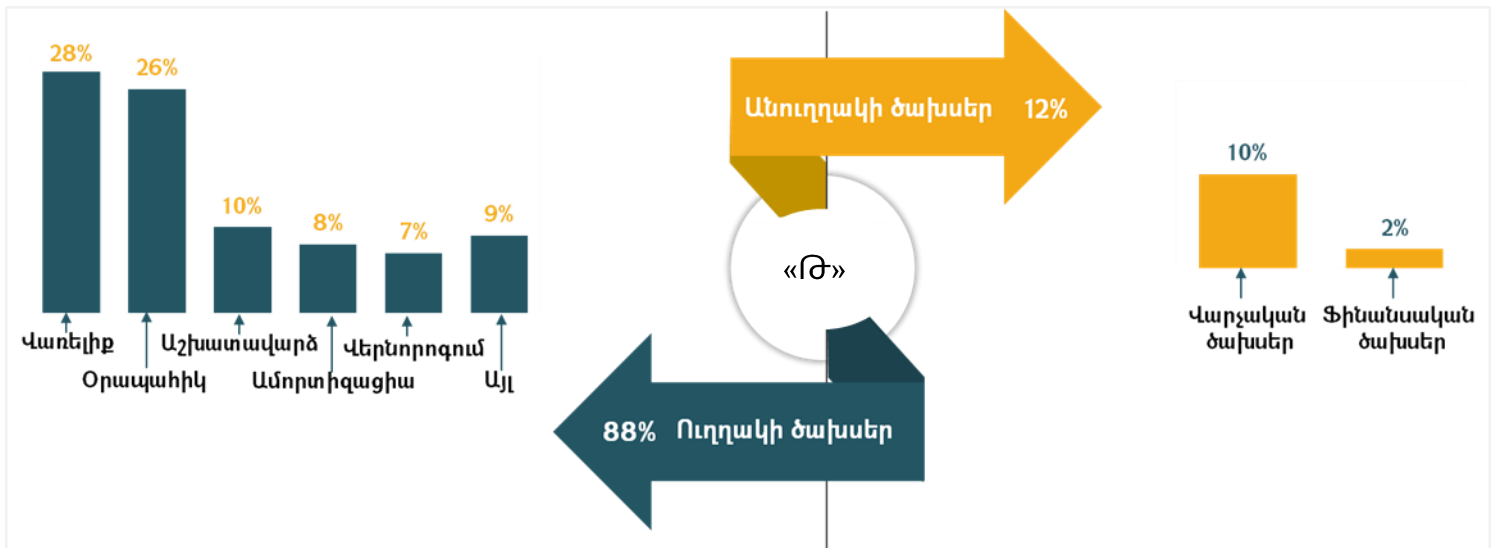 28%
26%
10%
8%
7%
9%
Վառելիք
Օրապահիկ
Աշխատավարձ
Ամորտիզացիա
Վերնորոգում
Այլ
Անուղղակի ծախսեր 12%
«Թ»
88% Ուղղակի ծախսեր
10%
2%
Վարչական
ծախսեր
Ֆինանսական
ծախսեր